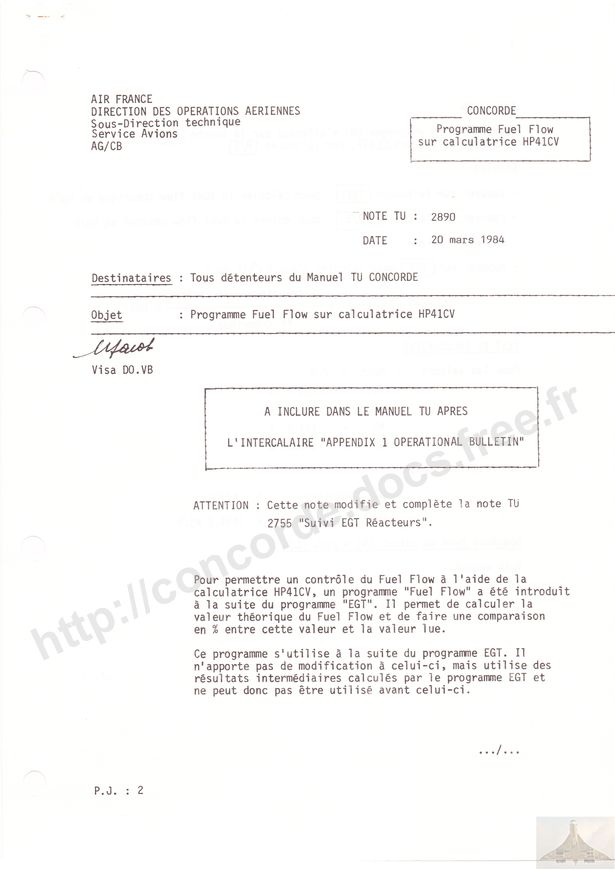 AIR FRANCE
DIRECTION DES OPERATIONS AERIENNES
Sous-Direction technique
Service Avions
AG/CB
CONCORDE
Programme Fuel Flow
sur calculatrice HP41CV
NOTE TU : 2890
DATE : 20 mars 1984
Destinataires : Tous détenteurs du Manuel TU CONCORDE
Objet : Programme Fuel Flow sur calculatrice HP41CV
Visa DO.VB
A INCLURE DANS LE MANUEL TU APRES
L'INTERCALAIRE "APPENDIX 1 OPERATIONAL BULLETIN"
ATTENTION : Cette note modifie et complète la note TU
2755 "Suivi EGT Réacteurs".
Pour permettre un contrôle du Fuel Flow à l'aide de la
calculatrice HP41CV, un programme "Fuel Flow" a été introduit
à la suite du programme "EGT". Il permet de calculer la
valeur théorique du Fuel Flow et de faire une comparaison
en % entre cette valeur et la valeur lue.
Ce programme s'utilise à la suite du programme EGT. Il
n'apporte pas de modification à celui-ci, mais utilise des
résultats intermédiaires calculés par le programme EGT et
ne peut donc pas être utilisé avant celui-ci.
.../...
P.J. : 2
http://concorde.docs.free.fr